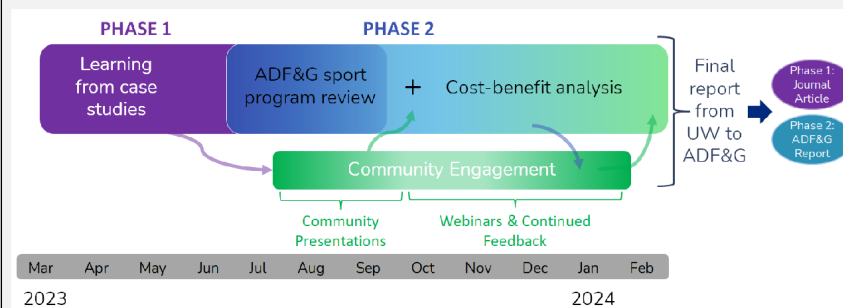 PHASE 1
PHASE 2
Learning
from case
studies
ADF&G sport
program review
+
Cost-benefit analysis
Final
report
from
UW to
ADF&G
Phase 1:
Journal
Article
Phase 2:
ADF&G
Report
Community Engagement
Community
Presentations
Webinars & Continued
Feedback
Mar Apr May Jun Jul Aug Sep Oct Nov Dec Jan Feb
2023 2024